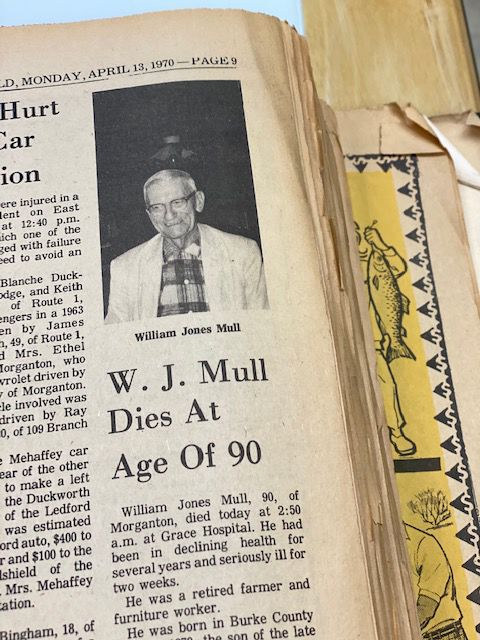 LD, MONDAY, APRIL 13, 1970 — PAGE 9
Hurt
Car
ion
ere injured in a
dent on East
at 12:40 p.m.
hich one of the
ged with failure
eed to avoid an
Blanche Duck-
odge, and Keith
of Route 1,
engers in a 1963
en by James
h, 49, of Route 1,
d Mrs. Ethel
Morganton, who
evrolet driven by
y of Morganton.
cle involved was
driven by Ray
0, of 109 Branch
e Mehaffey car
ear of the other
to make a left
the Duckworth
of the Ledford
was estimated
ord auto, $400 to
r and $100 to the
dshield of the
Mrs. Mehaffey
tation.
Bingham, 18, of
William Jones Mull
W. J. Mull
Dies At
Age Of 90
William Jones Mull, 90, of
Morganton, died today at 2:50
a.m. at Grace Hospital. He had
been in declining health for
several years and seriously ill for
two weeks.
He was a retired farmer and
furniture worker.
He was born in Burke County
the son of the late